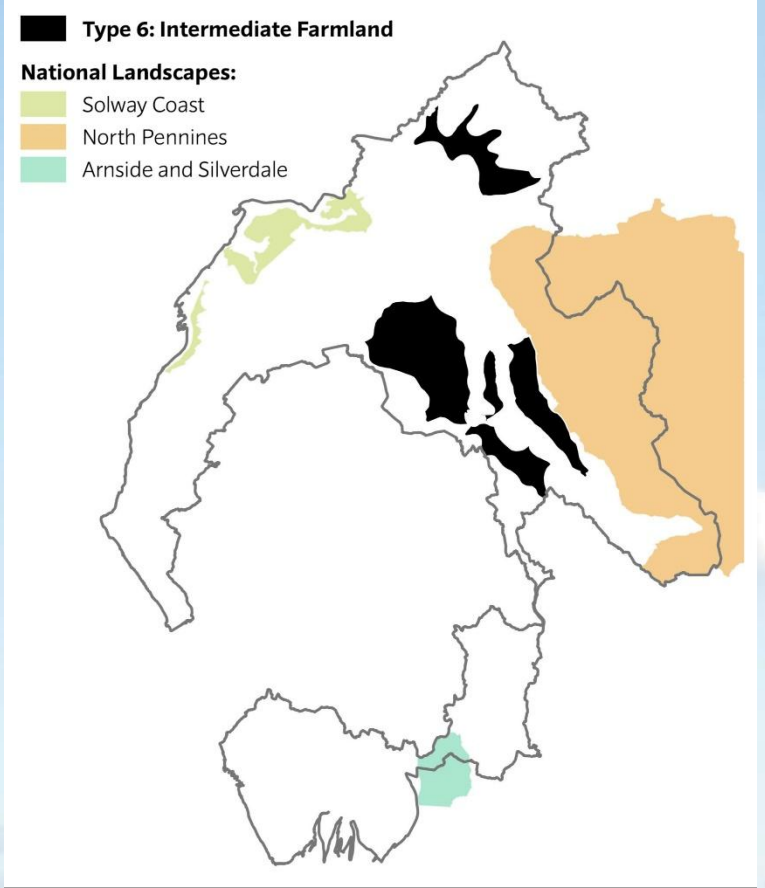 Type 6: Intermediate Farmland
National Landscapes:
Solway Coast
North Pennines
Arnside and Silverdale